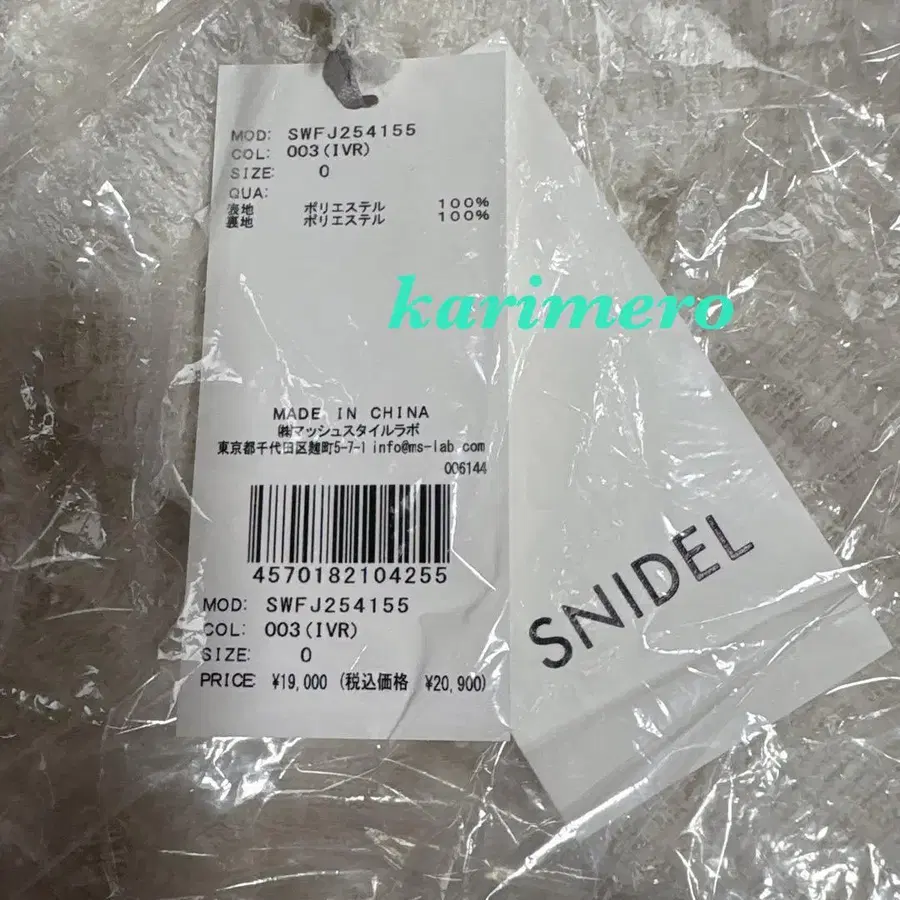 MOD: SWFJ254155
COL: 003(IVR)
SIZE: 0
QUA:
表地 ポリエステル 100%
裏地 ポリエステル 100%
karimero
MADE IN CHINA
㈱マッシュスタイルラボ
東京都千代田区麹町5-7-1 info@ms-lab.com
006144
4570182104255
MOD: SWFJ254155
COL: 003(IVR)
SIZE: 0
PRICE: ¥19,000 (税込価格 ¥20,900)
SNIDEL